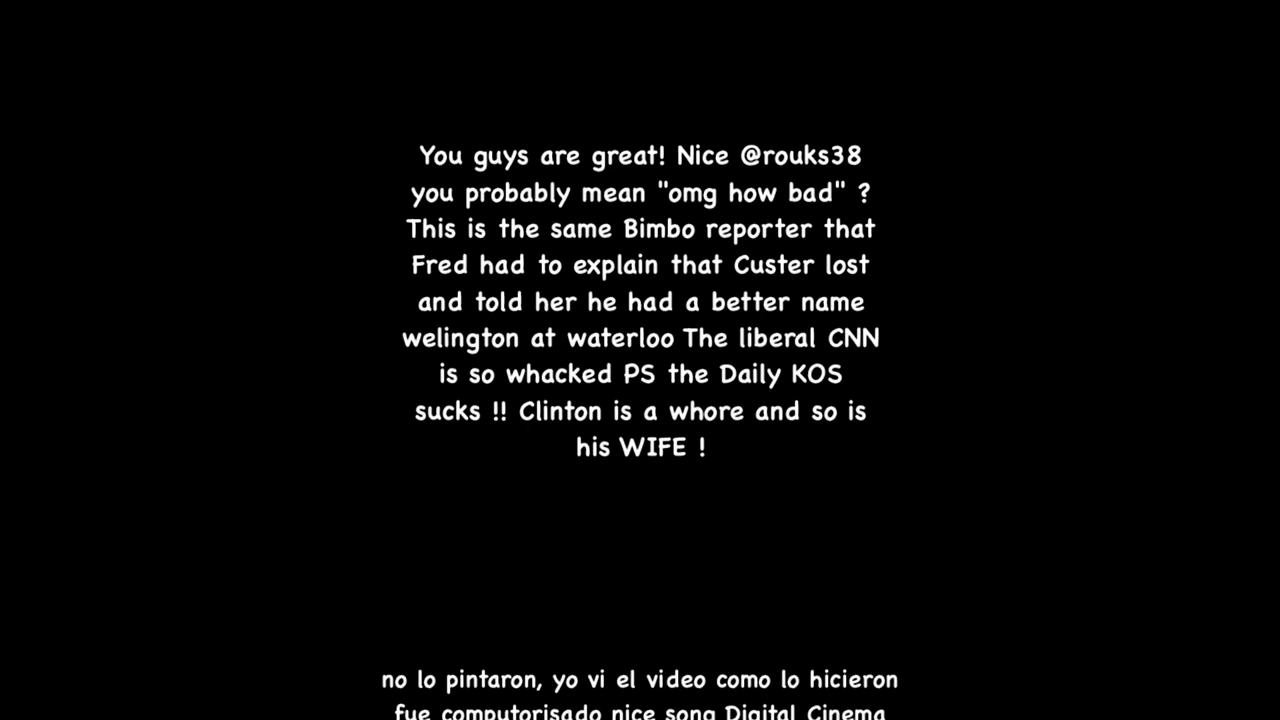 You guys are great! Nice @rouks38
you probably mean "omg how bad" ?
This is the same Bimbo reporter that
Fred had to explain that Custer lost
and told her he had a better name
welington at waterloo The liberal CNN
is so whacked PS the Daily KOS
sucks !! Clinton is a whore and so is
his WIFE !
no lo pintaron, yo vi el video como lo hicieron
fue computorisado nice song Digital Cinema